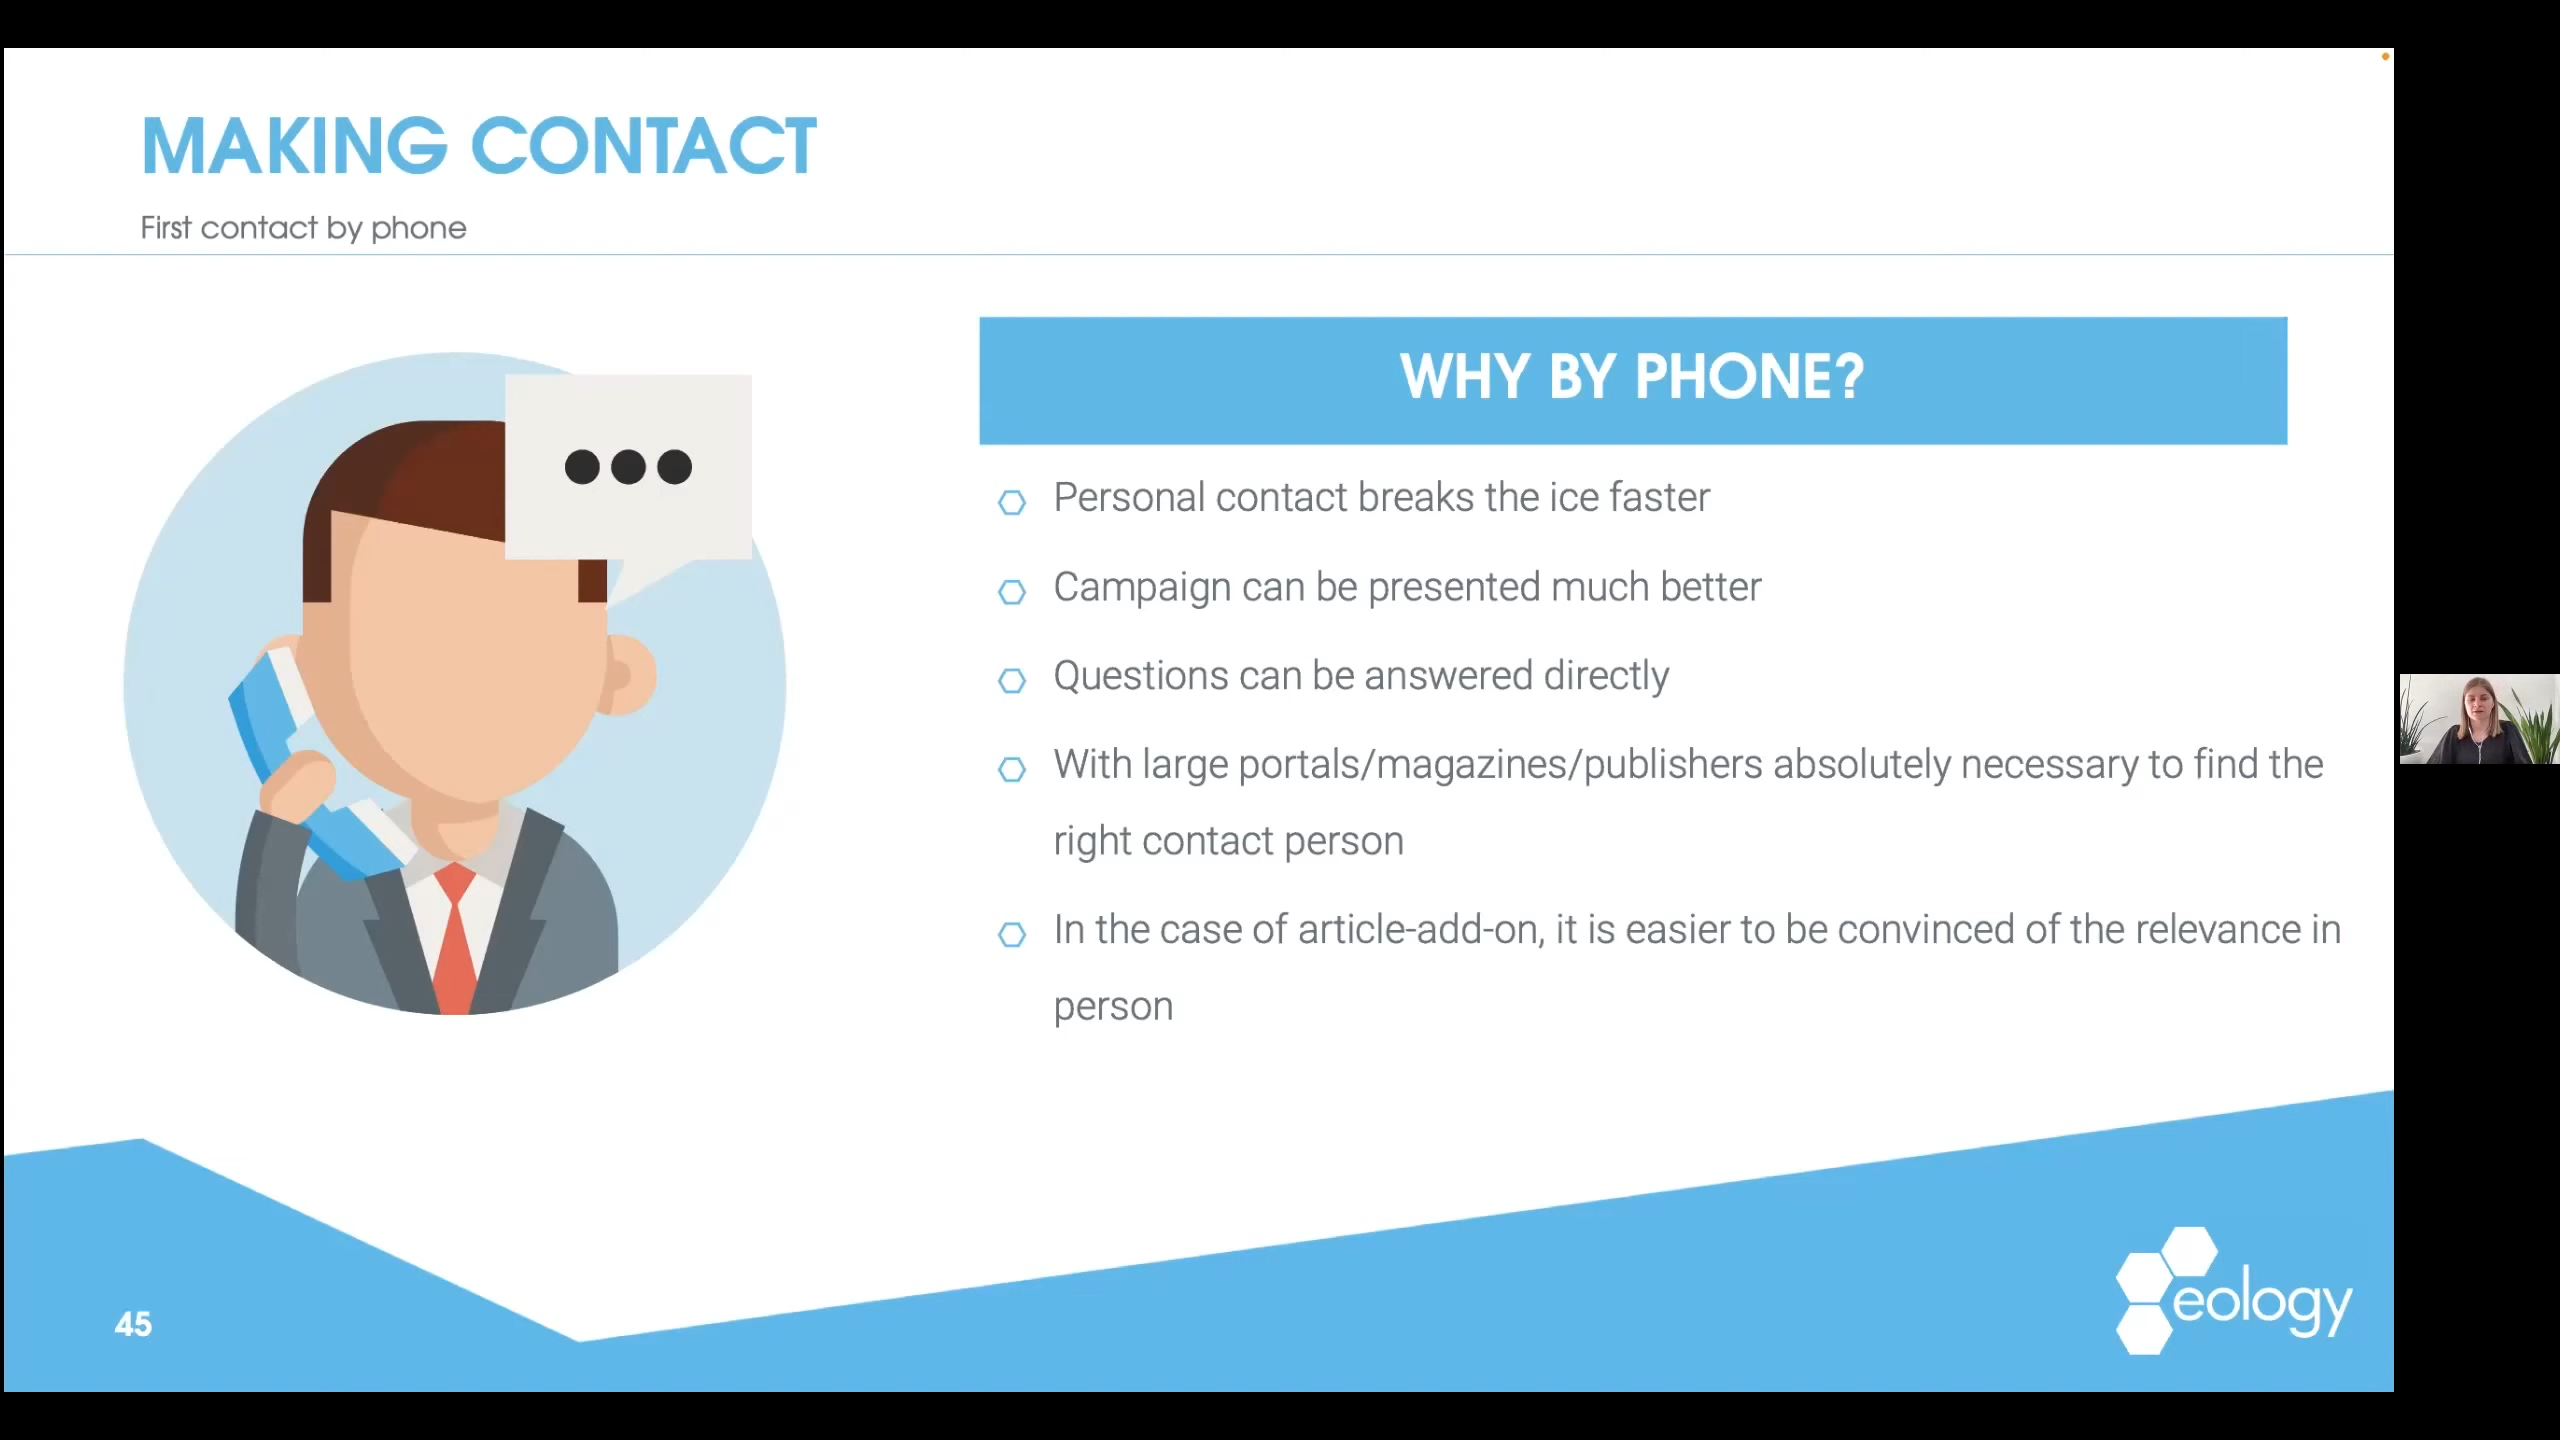 MAKING CONTACT
First contact by phone
WHY BY PHONE?
Personal contact breaks the ice faster
Campaign can be presented much better
Questions can be answered directly
With large portals/magazines/publishers absolutely necessary to find the
right contact person
In the case of article-add-on, it is easier to be convinced of the relevance in
person
45
eology